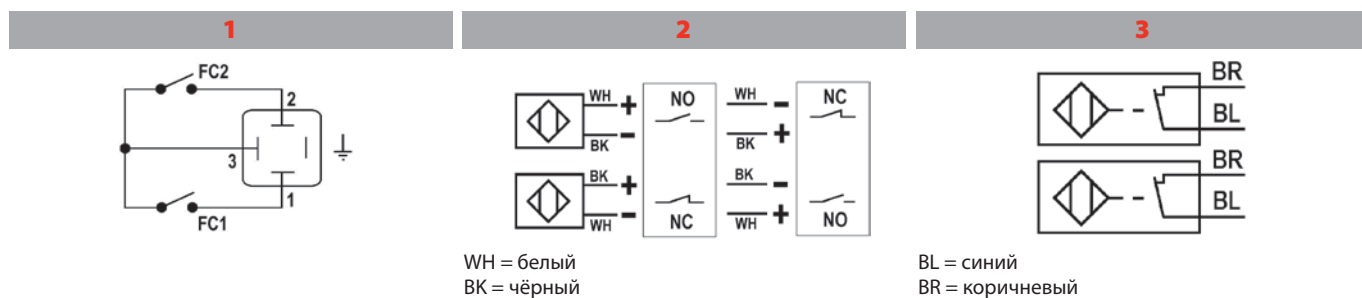 1
2
3
FC2
2
3
1
FC1
WH + NO WH - NC
BK - BK +
BK + BK -
WH - NC WH + NO
BR
BL
BR
BL
WH = белый
BK = чёрный
BL = синий
BR = коричневый